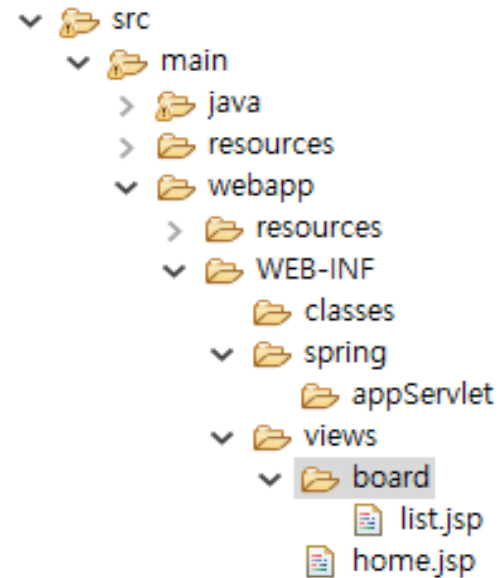 src
main
java
resources
webapp
resources
WEB-INF
classes
spring
appServlet
views
board
list.jsp
home.jsp